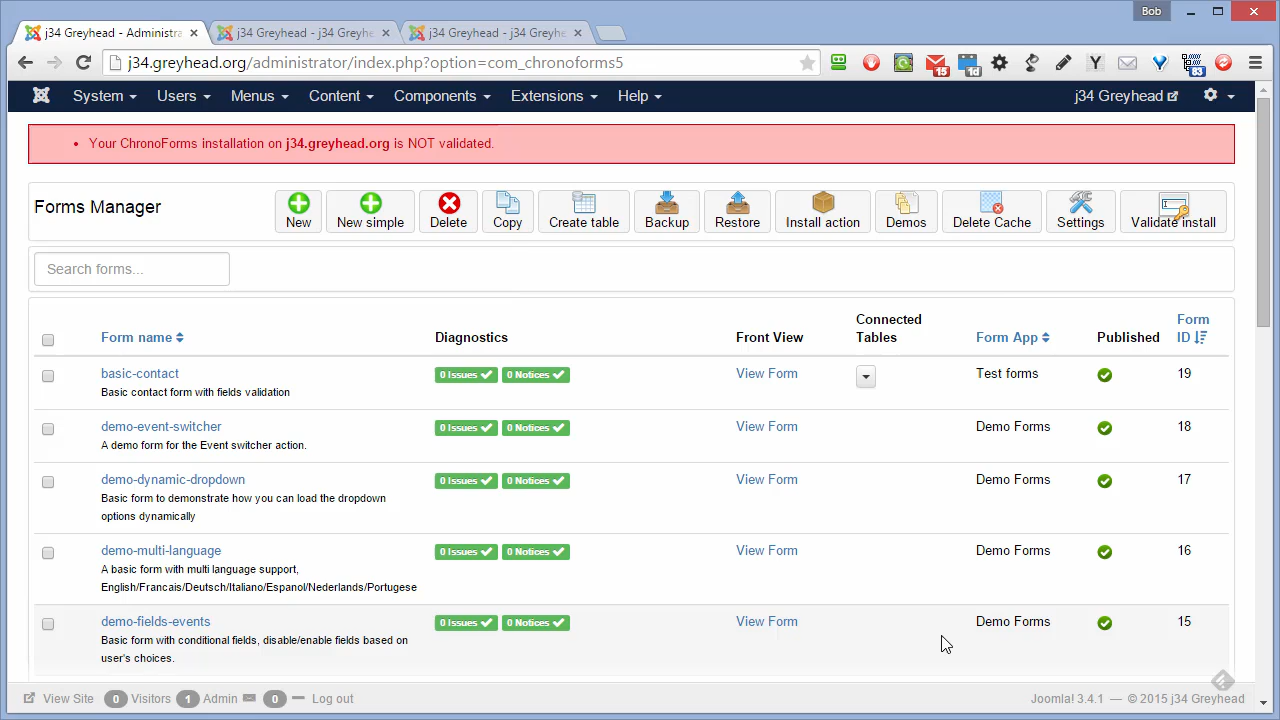 Bob
j34 Greyhead - Administra
j34 Greyhead - j34 Greyhe
j34 Greyhead - j34 Greyhe
j34.greyhead.org/administrator/index.php?option=com_chronoforms5
15
1d
Y
83
System Users Menus Content Components Extensions Help j34 Greyhead
Your ChronoForms installation on j34.greyhead.org is NOT validated.
Forms Manager
New
New simple
Delete
Copy
Create table
Backup
Restore
Install action
Demos
Delete Cache
Settings
Validate install
Search forms...
Form name Diagnostics Front View Connected Tables Form App Published Form ID
basic-contact 0 Issues 0 Notices View Form Test forms 19
Basic contact form with fields validation
demo-event-switcher 0 Issues 0 Notices View Form Demo Forms 18
A demo form for the Event switcher action.
demo-dynamic-dropdown 0 Issues 0 Notices View Form Demo Forms 17
Basic form to demonstrate how you can load the dropdown
options dynamically
demo-multi-language 0 Issues 0 Notices View Form Demo Forms 16
A basic form with multi language support,
English/Francais/Deutsch/Italiano/Espanol/Nederlands/Portugese
demo-fields-events 0 Issues 0 Notices View Form Demo Forms 15
Basic form with conditional fields, disable/enable fields based on
user's choices.
View Site 0 Visitors 1 Admin 0 Log out Joomla! 3.4.1 — © 2015 j34 Greyhead